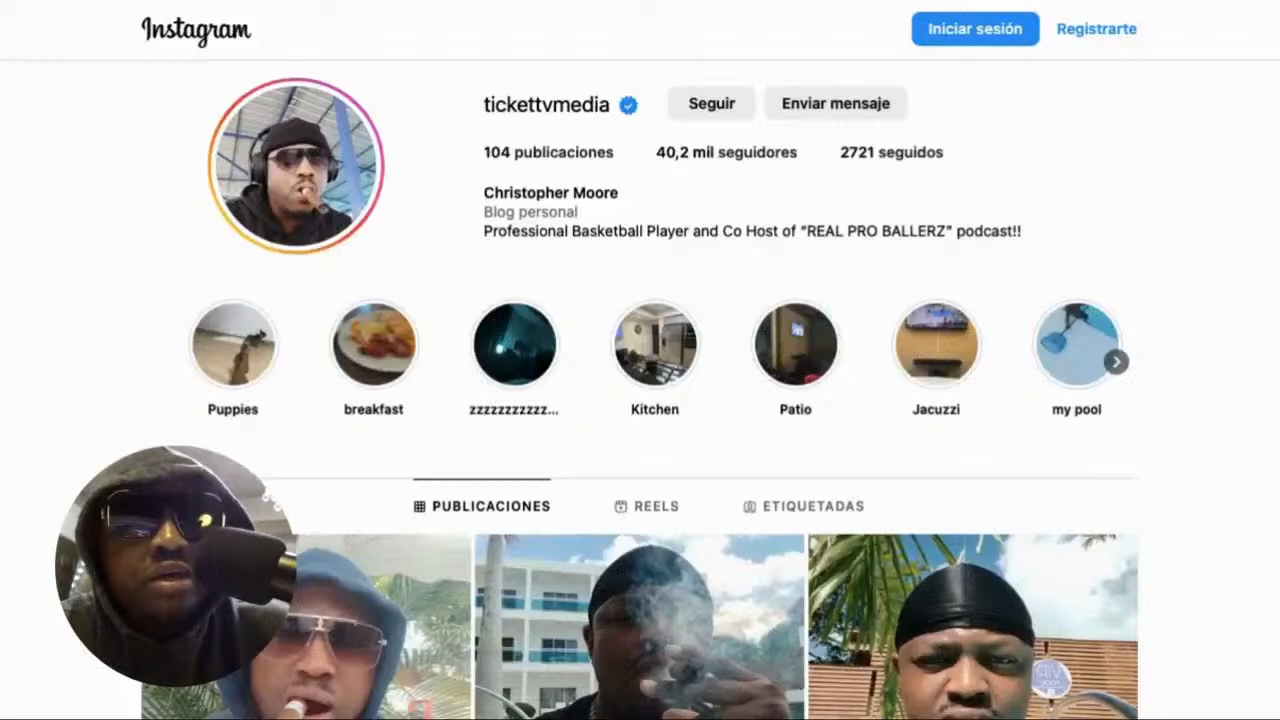 Instagram
Iniciar sesión
Registrarte
tickettvmedia
Seguir
Enviar mensaje
104 publicaciones
40,2 mil seguidores
2721 seguidos
Christopher Moore
Blog personal
Professional Basketball Player and Co Host of “REAL PRO BALLERZ” podcast!!
Puppies
breakfast
zzzzzzzzzzz...
Kitchen
Patio
Jacuzzi
my pool
PUBLICACIONES
REELS
ETIQUETADAS